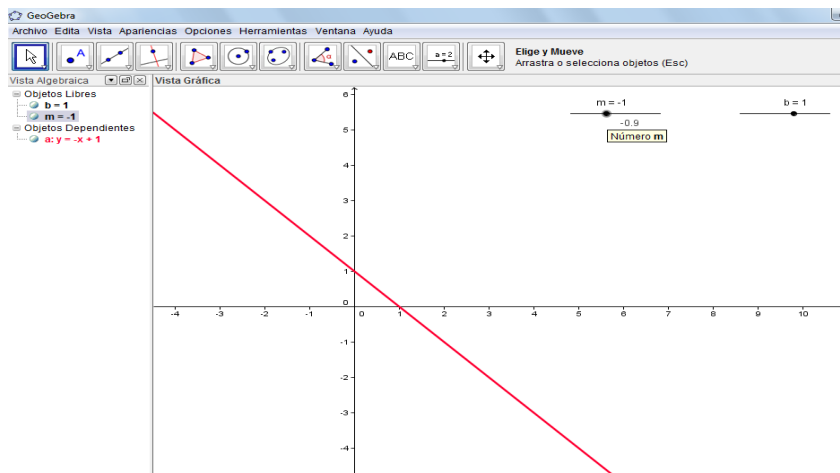 GeoGebra
Archivo Edita Vista Apariencias Opciones Herramientas Ventana Ayuda
A
α
ABC
a = 2
Elige y Mueve
Arrastra o selecciona objetos (Esc)
Vista Algebraica
Vista Gráfica
Objetos Libres
b = 1
m = -1
Objetos Dependientes
a: y = -x + 1
m = -1
b = 1
-0.9
Número m
6
5
4
3
2
1
0
-1
-2
-3
-4
-4 -3 -2 -1 0 1 2 3 4 5 6 7 8 9 10